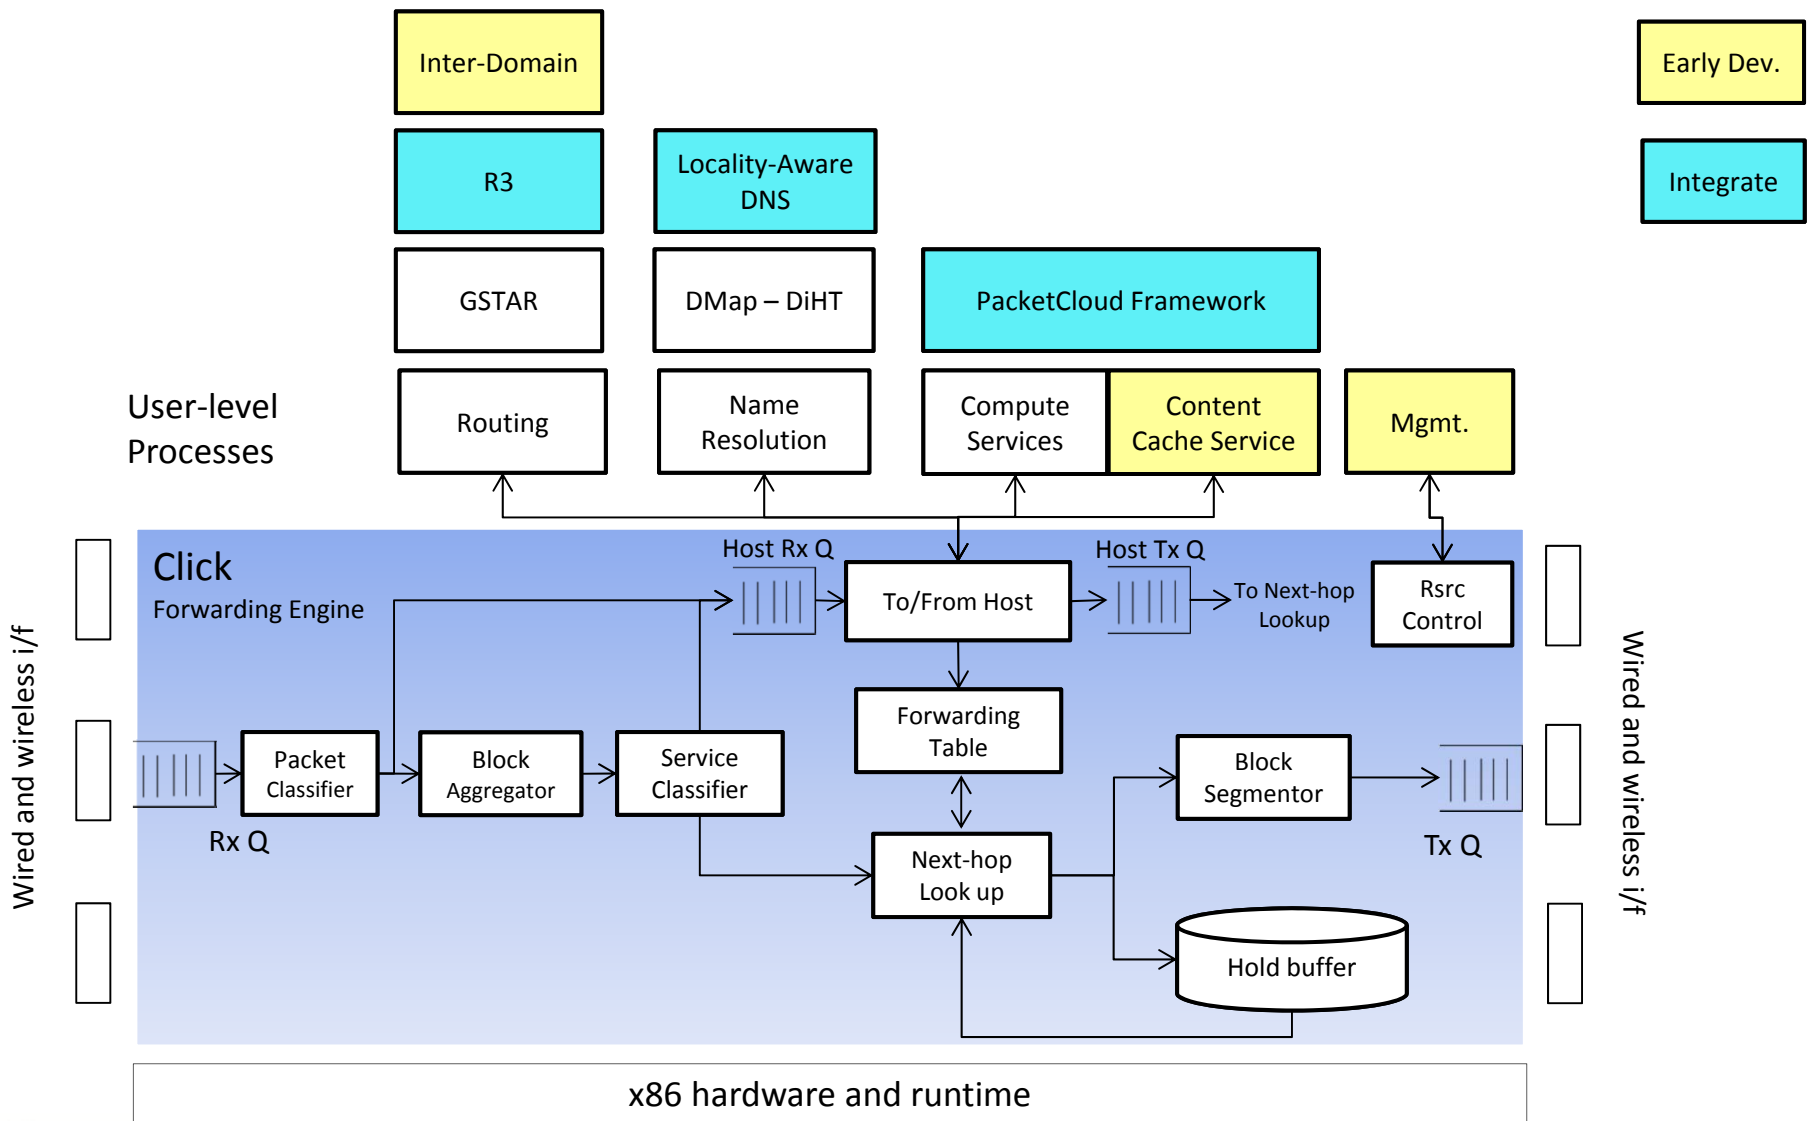 Inter-Domain
Early Dev.
R3
Locality-Aware
DNS
Integrate
GSTAR
DMap – DiHT
PacketCloud Framework
User-level
Processes
Routing
Name
Resolution
Compute
Services
Content
Cache Service
Mgmt.
Click
Forwarding Engine
Host Rx Q
To/From Host
Host Tx Q
To Next-hop
Lookup
Rsrc
Control
Wired and wireless i/f
Rx Q
Packet
Classifier
Block
Aggregator
Service
Classifier
Forwarding
Table
Next-hop
Look up
Block
Segmentor
Tx Q
Hold buffer
Wired and wireless i/f
x86 hardware and runtime